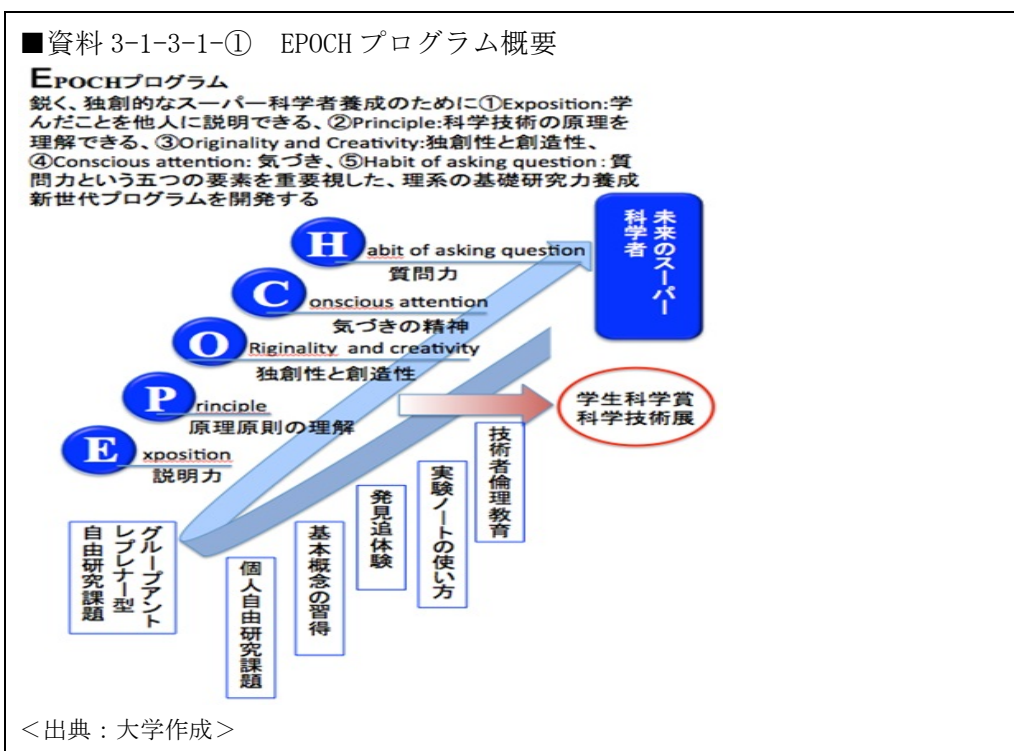 ■資料 3-1-3-1-① EPOCH プログラム概要
EPOCHプログラム
鋭く、独創的なスーパー科学者養成のために①Exposition:学
んだことを他人に説明できる、②Principle:科学技術の原理を
理解できる、③Originality and Creativity:独創性と創造性、
④Conscious attention: 気づき、⑤Habit of asking question : 質
問力という五つの要素を重要視した、理系の基礎研究力養成
新世代プログラムを開発する
未来のスーパー
科学者
Habit of asking question
質問力
Conscious attention
気づきの精神
ORiginality and creativity
独創性と創造性
Principle
原理原則の理解
Exposition
説明力
学生科学賞
科学技術展
グループアント
レプレナー型
自由研究課題
個人自由研究課題
基本概念の習得
発見追体験
実験ノートの使い方
技術者倫理教育
＜出典：大学作成＞